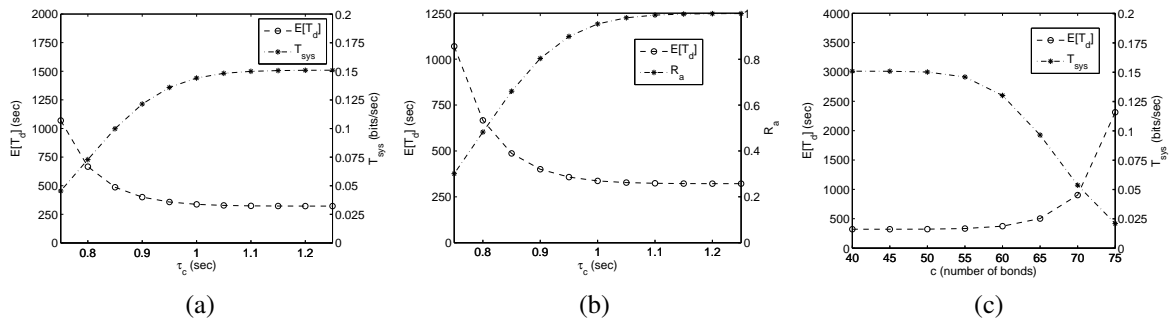 2000
1750
1500
1250
1000
750
500
250
0
E[T_d] (sec)
0.8 0.9 1 1.1 1.2
τ_c (sec)
0.2
0.175
0.15
0.125
0.1
0.075
0.05
0.025
0
T_sys (bits/sec)
E[T_d]
T_sys
(a)
1250
1000
750
500
250
0
E[T_d] (sec)
0.8 0.9 1 1.1 1.2
τ_c (sec)
1
0.8
0.6
0.4
0.2
0
R_a
E[T_d]
R_a
(b)
4000
3500
3000
2500
2000
1500
1000
500
0
E[T_d] (sec)
40 45 50 55 60 65 70 75
c (number of bonds)
0.2
0.175
0.15
0.125
0.1
0.075
0.05
0.025
0
T_sys (bits/sec)
E[T_d]
T_sys
(c)